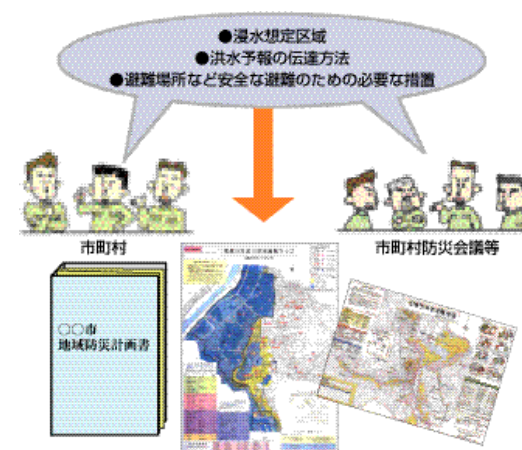 ●浸水想定区域
●洪水予報の伝達方法
●避難場所など安全な避難のための必要な措置
市町村
市町村防災会議等
○○市
地域防災計画書